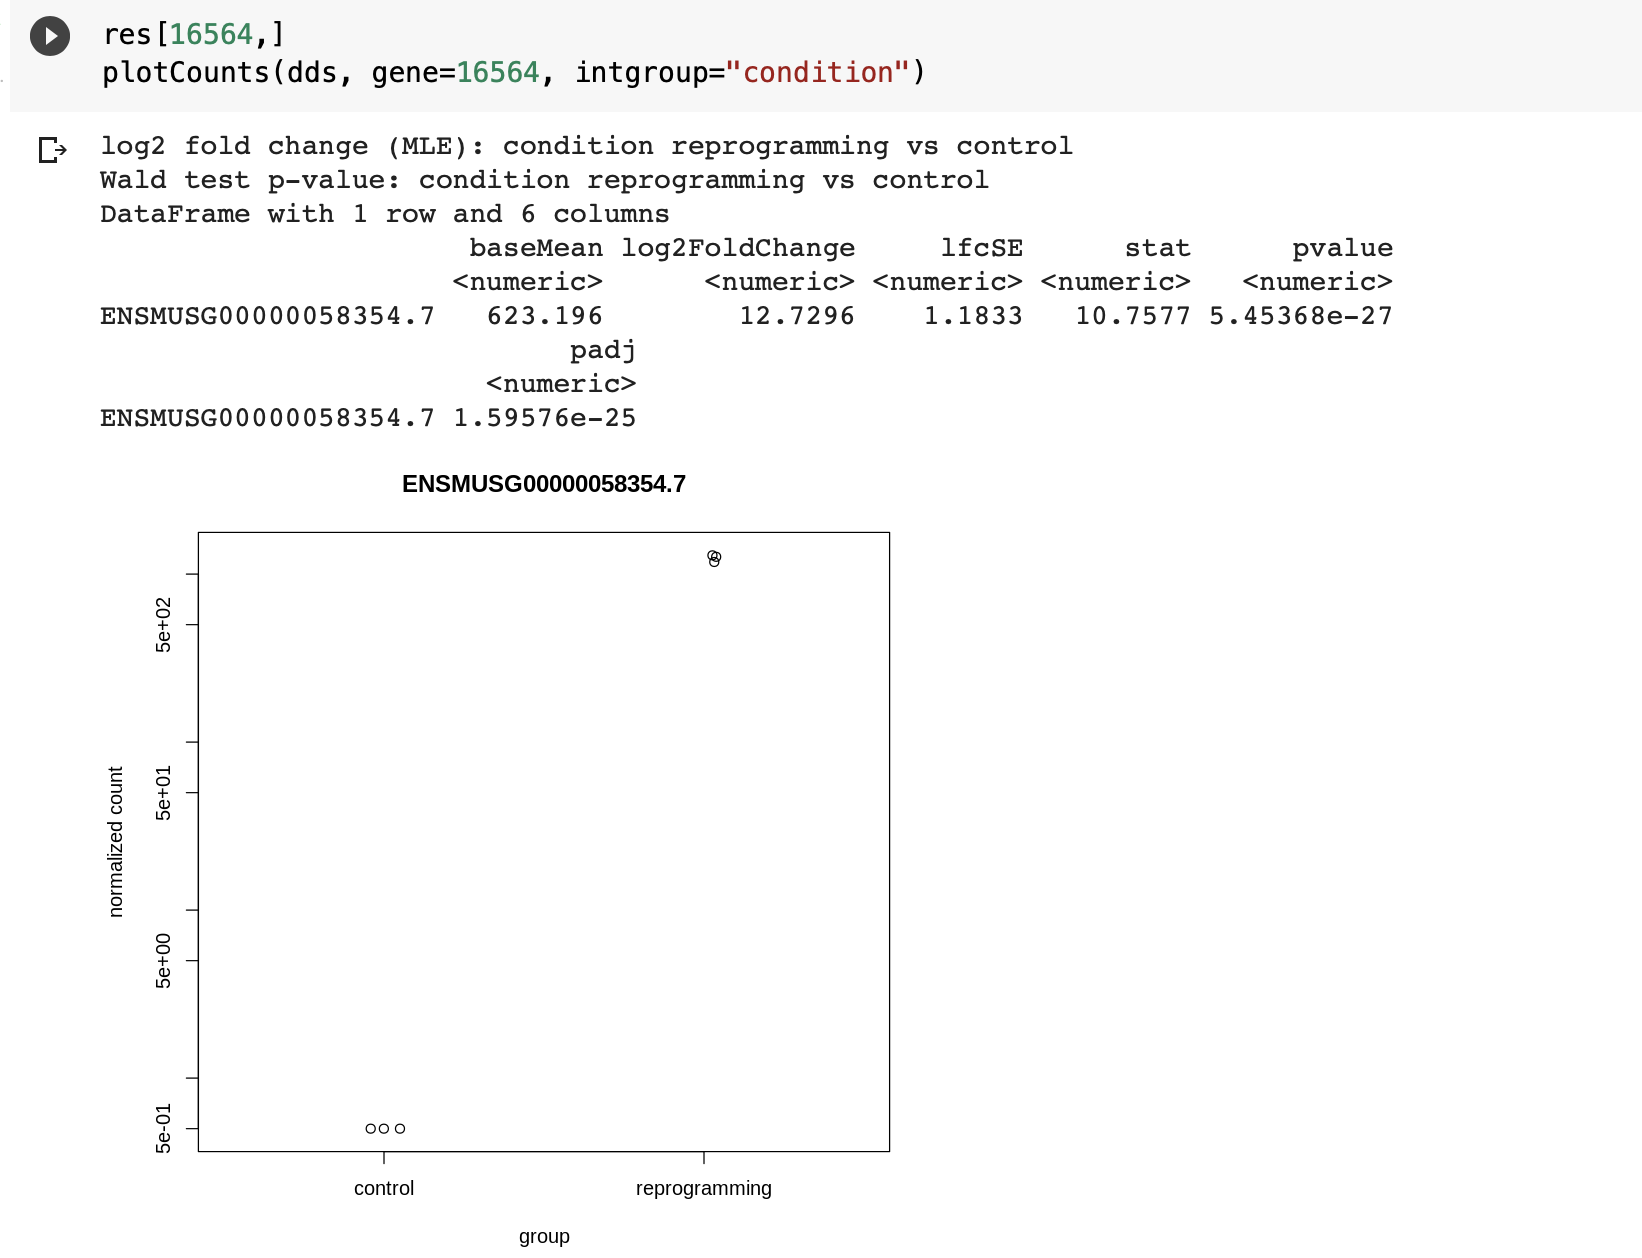 res[16564,]
plotCounts(dds, gene=16564, intgroup="condition")
log2 fold change (MLE): condition reprogramming vs control
Wald test p-value: condition reprogramming vs control
DataFrame with 1 row and 6 columns
baseMean log2FoldChange lfcSE stat pvalue
<numeric> <numeric> <numeric> <numeric> <numeric>
ENSMUSG00000058354.7 623.196 12.7296 1.1833 10.7577 5.45368e-27
padj
<numeric>
ENSMUSG00000058354.7 1.59576e-25
ENSMUSG00000058354.7
5e+02
5e+01
5e+00
5e-01
normalized count
control reprogramming
group